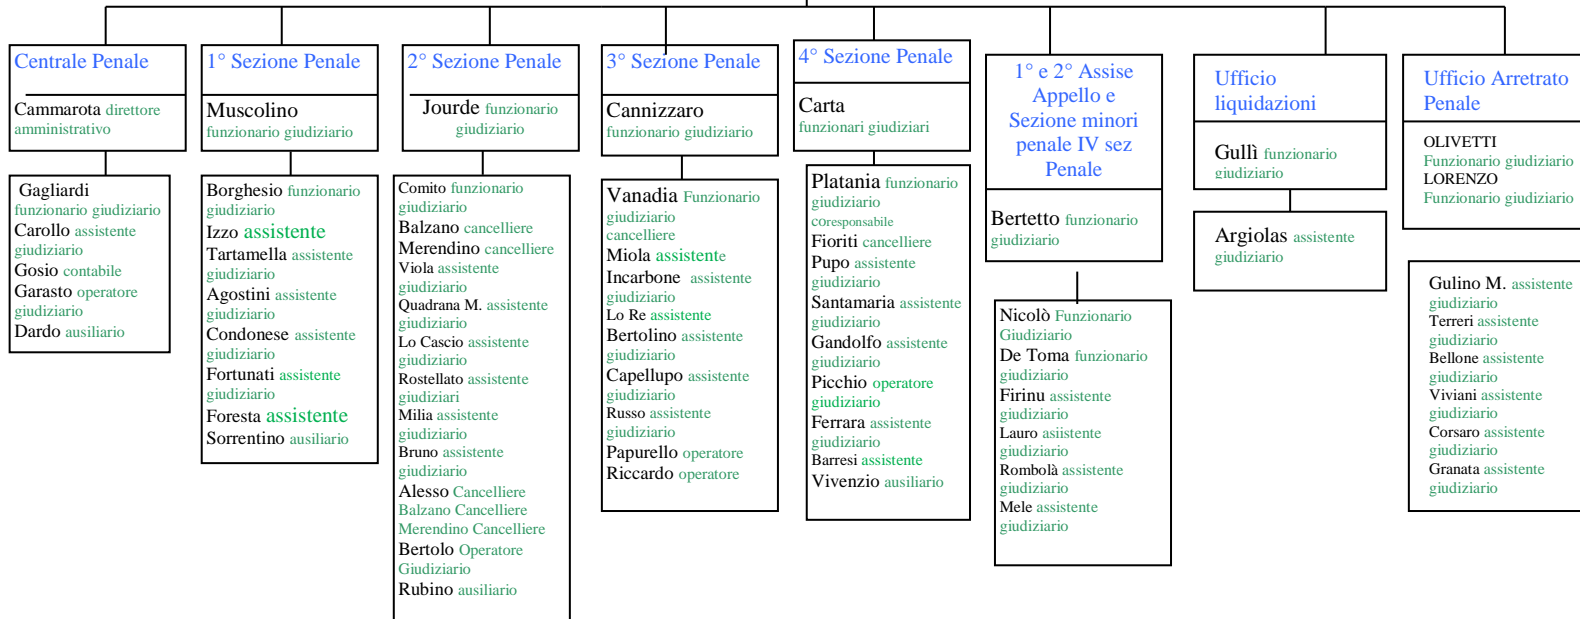 Centrale Penale
Cammarota direttore
amministrativo
Gagliardi
funzionario giudiziario
Carollo assistente
giudiziario
Gosio contabile
Garasto operatore
giudiziario
Dardo ausiliario
1° Sezione Penale
Muscolino
funzionario giudiziario
Borghesio funzionario
giudiziario
Izzo assistente
Tartamella assistente
giudiziario
Agostini assistente
giudiziario
Condonese assistente
giudiziario
Fortunati assistente
giudiziario
Foresta assistente
Sorrentino ausiliario
2° Sezione Penale
Jourde funzionario
giudiziario
Comito funzionario
giudiziario
Balzano cancelliere
Merendino cancelliere
Viola assistente
giudiziario
Quadrana M. assistente
giudiziario
Lo Cascio assistente
giudiziario
Rostellato assistente
giudiziari
Milia assistente
giudiziario
Bruno assistente
giudiziario
Alesso Cancelliere
Balzano Cancelliere
Merendino Cancelliere
Bertolo Operatore
Giudiziario
Rubino ausiliario
3° Sezione Penale
Cannizzaro
funzionario giudiziario
Vanadia Funzionario
giudiziario
cancelliere
Miola assistente
Incarbone assistente
giudiziario
Lo Re assistente
Bertolino assistente
giudiziario
Capellupo assistente
giudiziario
Russo assistente
giudiziario
Papurello operatore
Riccardo operatore
4° Sezione Penale
Carta
funzionari giudiziari
Platania funzionario
giudiziario
coresponsabile
Fioriti cancelliere
Pupo assistente
giudiziario
Santamaria assistente
giudiziario
Gandolfo assistente
giudiziario
Picchio operatore
giudiziario
Ferrara assistente
giudiziario
Barresi assistente
Vivenzio ausiliario
1° e 2° Assise
Appello e
Sezione minori
penale IV sez
Penale
Bertetto funzionario
giudiziario
Nicolò Funzionario
Giudiziario
De Toma funzionario
giudiziario
Firinu assistente
giudiziario
Lauro asiistente
giudiziario
Rombolà assistente
giudiziario
Mele assistente
giudiziario
Ufficio
liquidazioni
Gullì funzionario
giudiziario
Argiolas assistente
giudiziario
Ufficio Arretrato
Penale
OLIVETTI
Funzionario giudiziario
LORENZO
Funzionario giudiziario
Gulino M. assistente
giudiziario
Terreri assistente
giudiziario
Bellone assistente
giudiziario
Viviani assistente
giudiziario
Corsaro assistente
giudiziario
Granata assistente
giudiziario